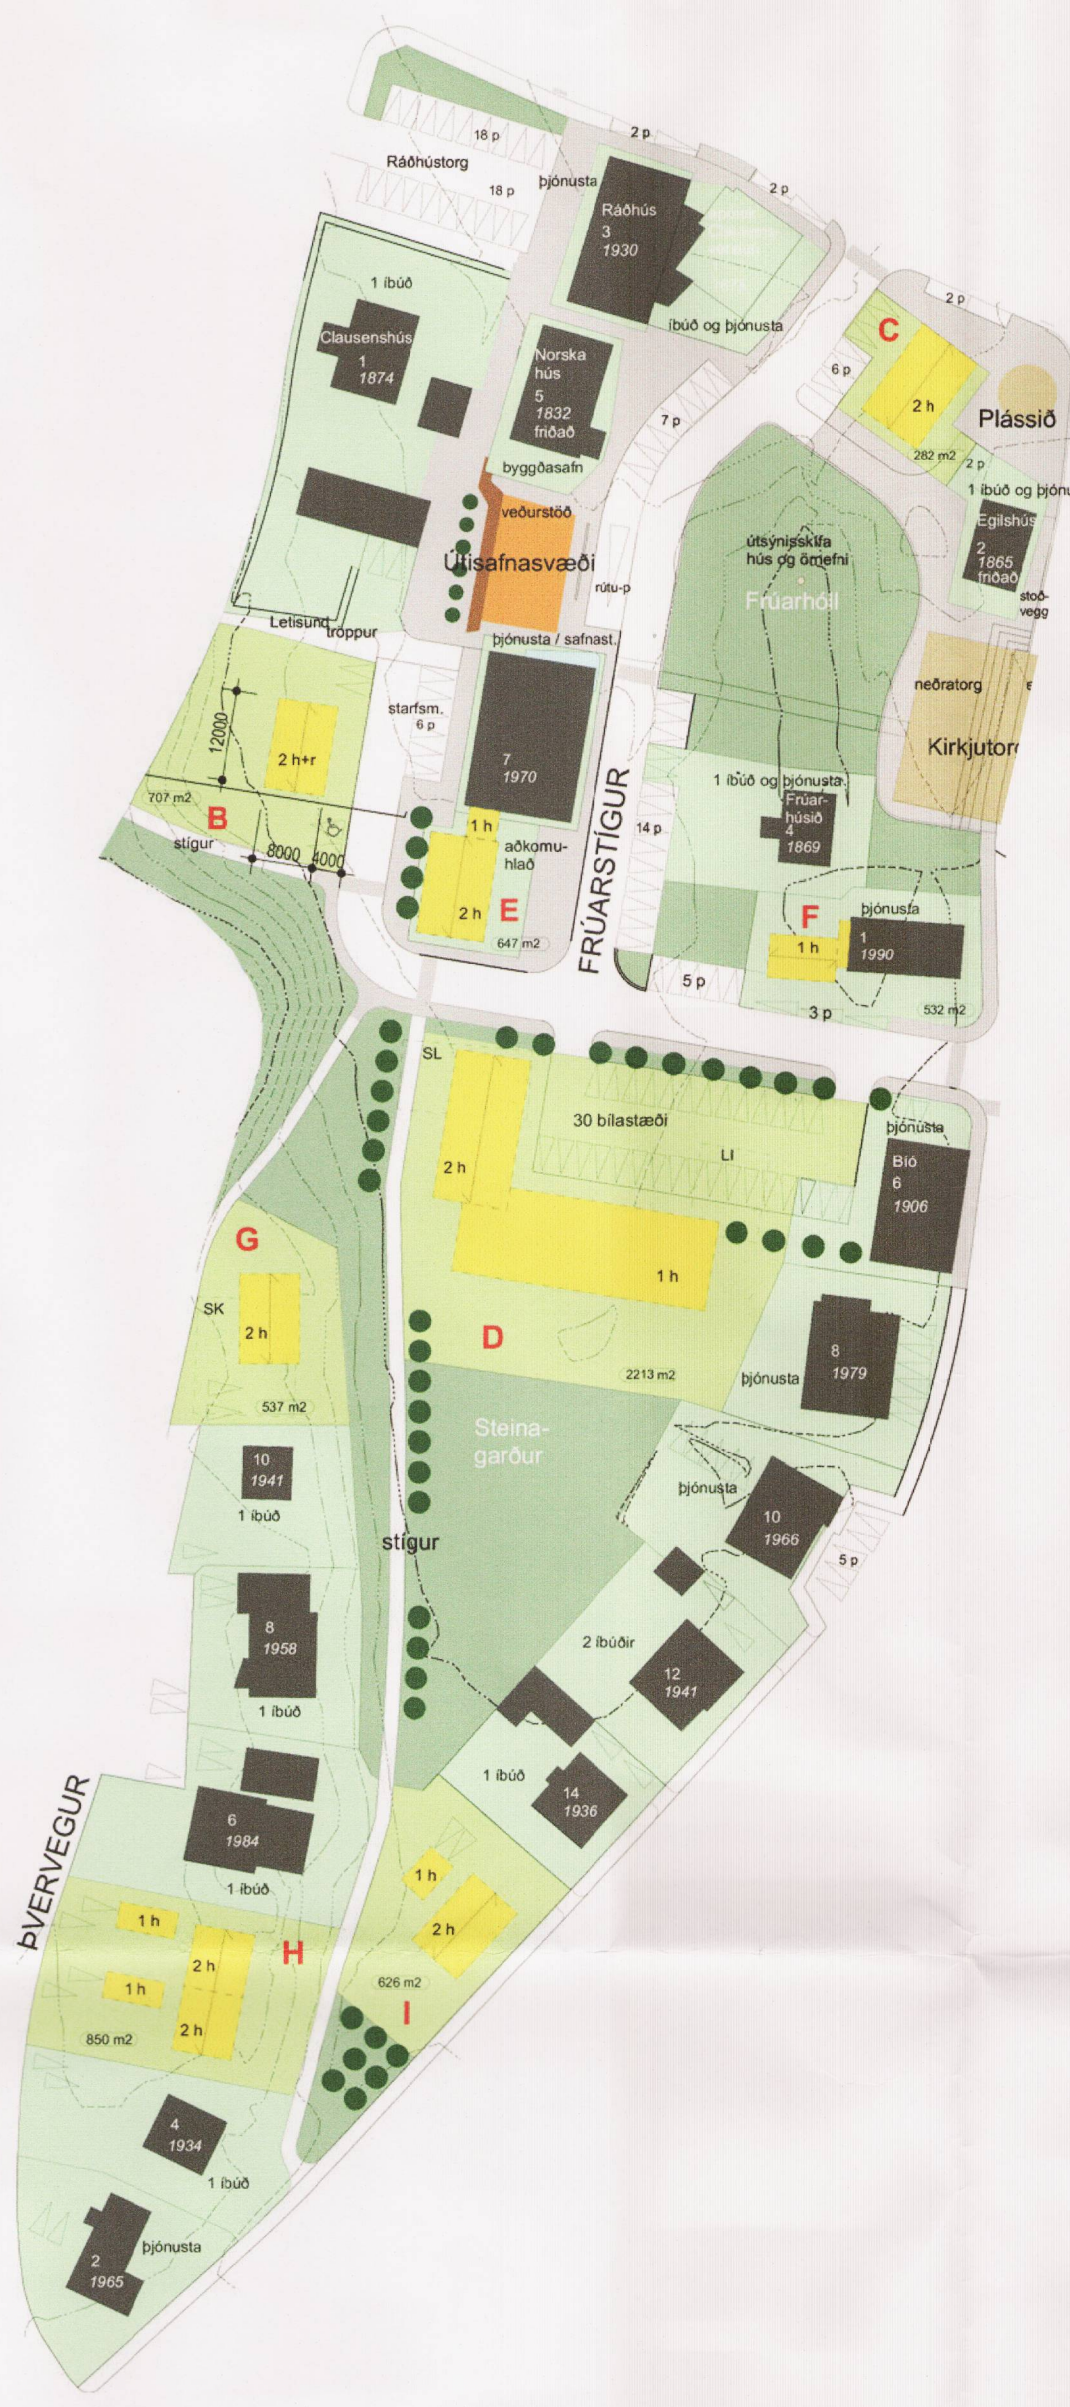 18 p
2 p
Ráðhústorg
18 p
þjónusta
2 p
Ráðhús
3
1930
1 íbúð
íbúð og þjónusta
2 p
C
Clausenshús
1
1874
Norska
hús
5
1832
friðað
6 p
2 h
Plássið
7 p
282 m2
2 p
byggðasafn
1 íbúð og þjónu
veðurstöð
Egilshús
2
1865
friðað
útsýnisskífa
hús og örnefni
Útisafnasvæði
rútu-p
Frúarhóll
stoð-
vegg
Letisund
tröppur
þjónusta / safnast.
neðratorg
starfsm.
6 p
12000
Kirkjutorg
2 h+r
7
1970
1 íbúð og þjónusta
707 m2
B
Frúar-
húsið
4
1869
FRÚARSTÍGUR
14 p
1 h
stígur
8000
4000
aðkomu-
hlað
2 h
E
F
þjónusta
647 m2
1 h
1
1990
5 p
3 p
532 m2
SL
30 bílastæði
þjónusta
LI
2 h
Bíó
6
1906
G
1 h
SK
2 h
D
8
1979
2213 m2
þjónusta
537 m2
Steina-
garður
10
1941
þjónusta
1 íbúð
10
1966
stígur
5 p
8
1958
2 íbúðir
12
1941
1 íbúð
1 íbúð
14
1936
ÞVERVEGUR
6
1984
1 h
1 íbúð
1 h
2 h
H
2 h
1 h
626 m2
I
2 h
850 m2
4
1934
1 íbúð
þjónusta
2
1965